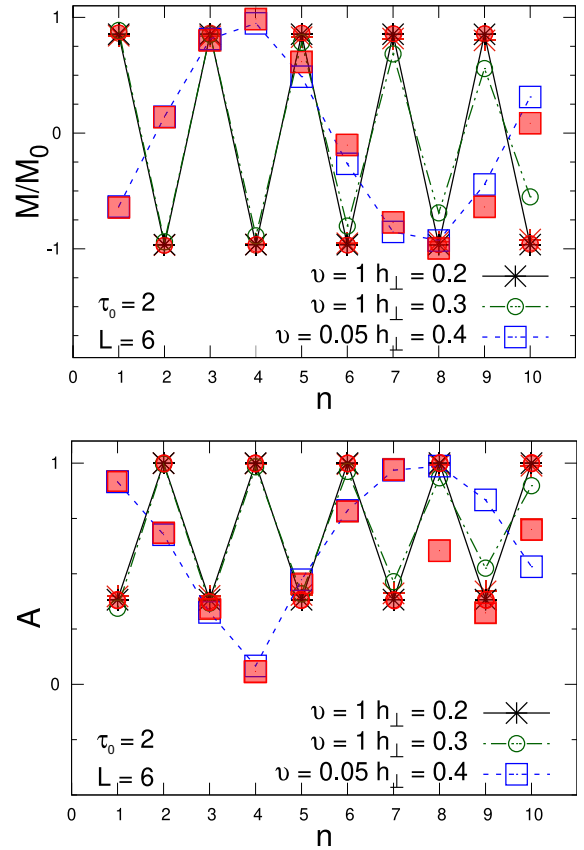 1
0
-1
M/M₀
υ = 1 h⊥ = 0.2
υ = 1 h⊥ = 0.3
υ = 0.05 h⊥ = 0.4
τ₀ = 2
L = 6
0 1 2 3 4 5 6 7 8 9 10
n
1
0
A
υ = 1 h⊥ = 0.2
υ = 1 h⊥ = 0.3
υ = 0.05 h⊥ = 0.4
τ₀ = 2
L = 6
0 1 2 3 4 5 6 7 8 9 10
n